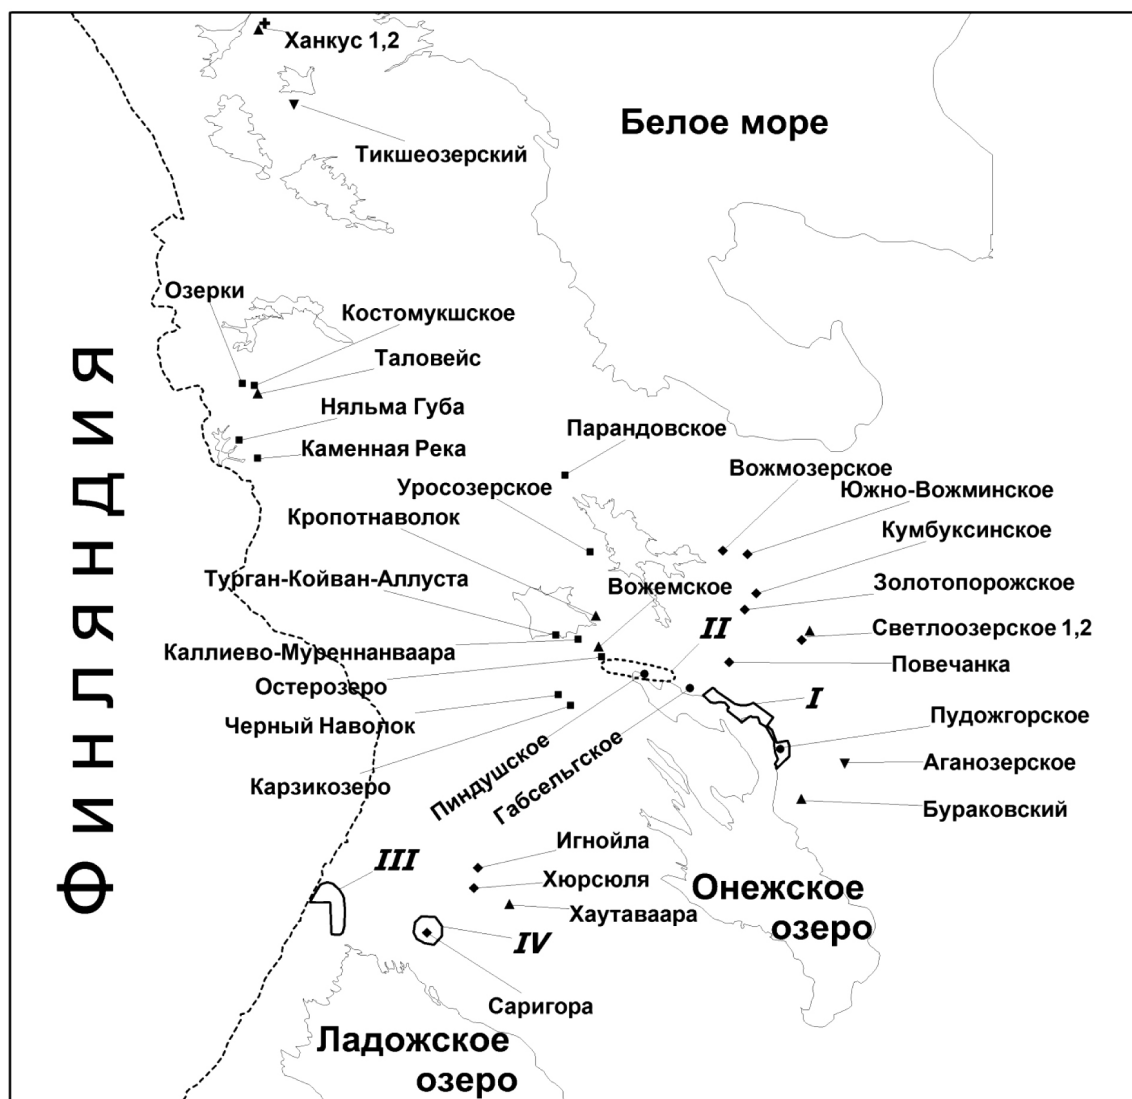 Ханкус 1,2
Белое море
Тикшеозерский
Озерки
Костомукшское
Таловейс
Няльма Губа
Парандовское
Каменная Река
Вожмозерское
Уросозерское
Южно-Вожминское
Кропотнаволок
Кумбуксинское
Турган-Койван-Аллуста
Вожемское
Золотопорожское
II
Светлоозерское 1,2
Каллиево-Муреннанваара
Повечанка
Остерозеро
I
Черный Наволок
Пудожгорское
Пиндушское
Габсельгское
Аганозерское
Карзикозеро
Бураковский
ФИНЛЯНДИЯ
Игнойла
III
Хюрсюля
Онежское
озеро
Хаутаваара
IV
Саригора
Ладожское
озеро